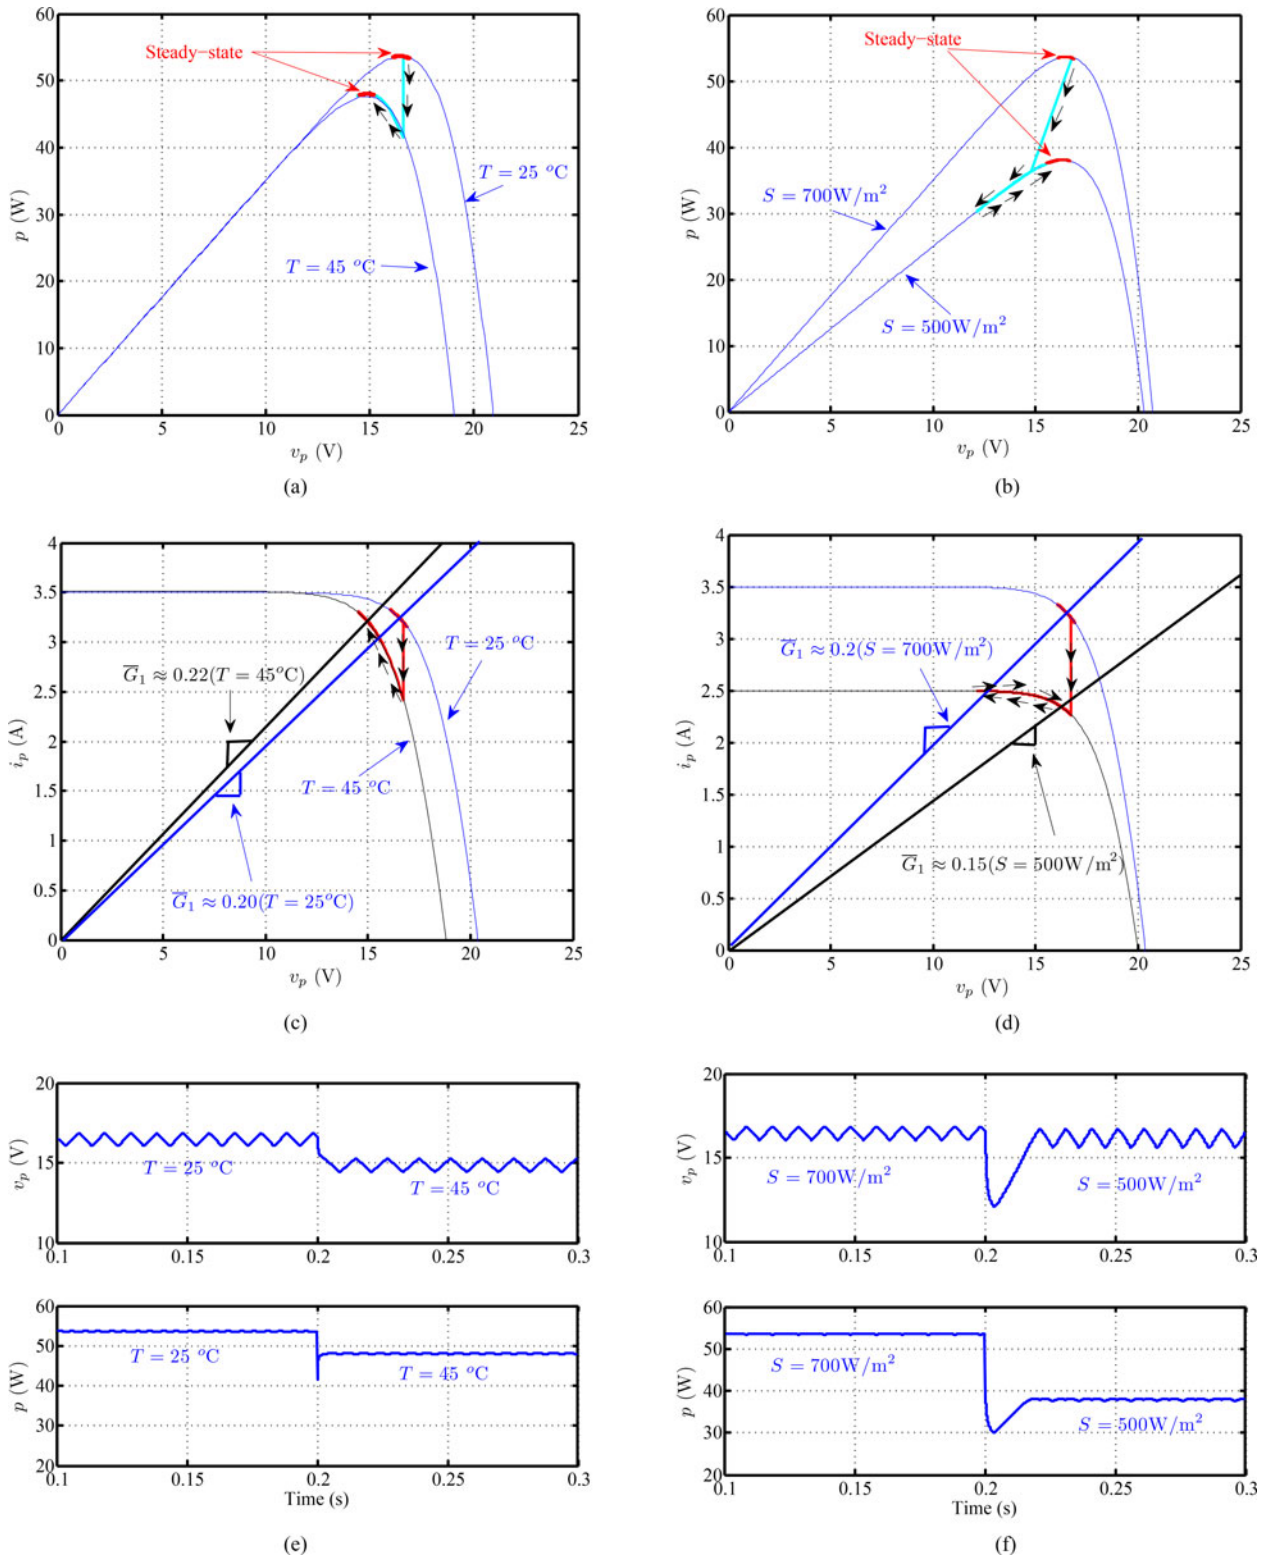 60
50
40
30
20
10
0
p (W)
Steady−state
T = 25 °C
T = 45 °C
0
5
10
15
20
25
v_p (V)
(a)
60
50
40
30
20
10
0
p (W)
Steady−state
S = 700W/m²
S = 500W/m²
0
5
10
15
20
25
v_p (V)
(b)
4
3.5
3
2.5
2
1.5
1
0.5
0
i_p (A)
G̅₁ ≈ 0.22(T = 45°C)
T = 25 °C
T = 45 °C
G̅₁ ≈ 0.20(T = 25°C)
0
5
10
15
20
25
v_p (V)
(c)
4
3.5
3
2.5
2
1.5
1
0.5
0
i_p (A)
G̅₁ ≈ 0.2(S = 700W/m²)
G̅₁ ≈ 0.15(S = 500W/m²)
0
5
10
15
20
25
v_p (V)
(d)
20
15
10
v_p (V)
T = 25 °C
T = 45 °C
0.1
0.15
0.2
0.25
0.3
60
50
40
30
20
p (W)
T = 25 °C
T = 45 °C
0.1
0.15
0.2
0.25
0.3
Time (s)
(e)
20
15
10
v_p (V)
S = 700W/m²
S = 500W/m²
0.1
0.15
0.2
0.25
0.3
60
50
40
30
20
p (W)
S = 700W/m²
S = 500W/m²
0.1
0.15
0.2
0.25
0.3
Time (s)
(f)